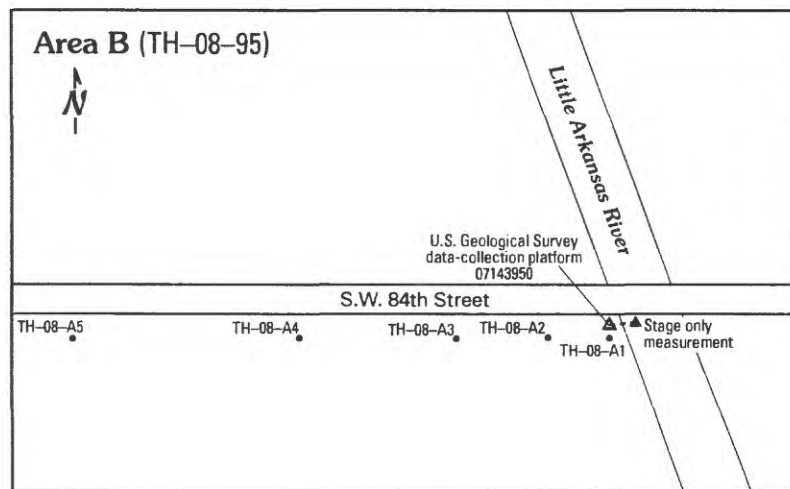 Area B (TH–08–95)
N
Little Arkansas River
U.S. Geological Survey
data-collection platform
07143950
S.W. 84th Street
TH–08–A5
TH–08–A4
TH–08–A3
TH–08–A2
TH–08–A1
Stage only
measurement